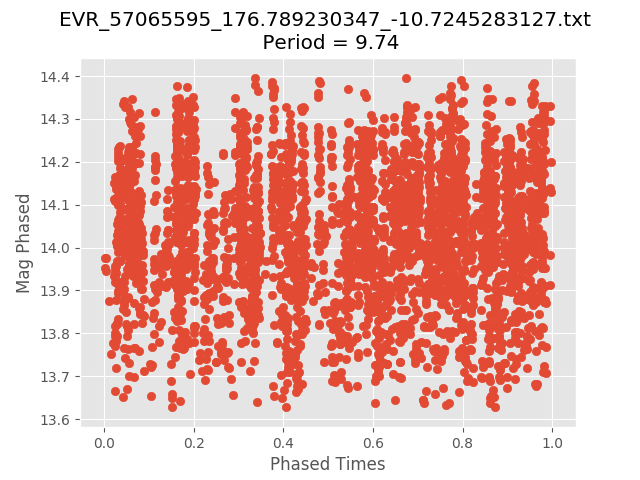 EVR_57065595_176.789230347_-10.7245283127.txt
Period = 9.74
14.4
14.3
14.2
14.1
14.0
13.9
13.8
13.7
13.6
Mag Phased
0.0 0.2 0.4 0.6 0.8 1.0
Phased Times